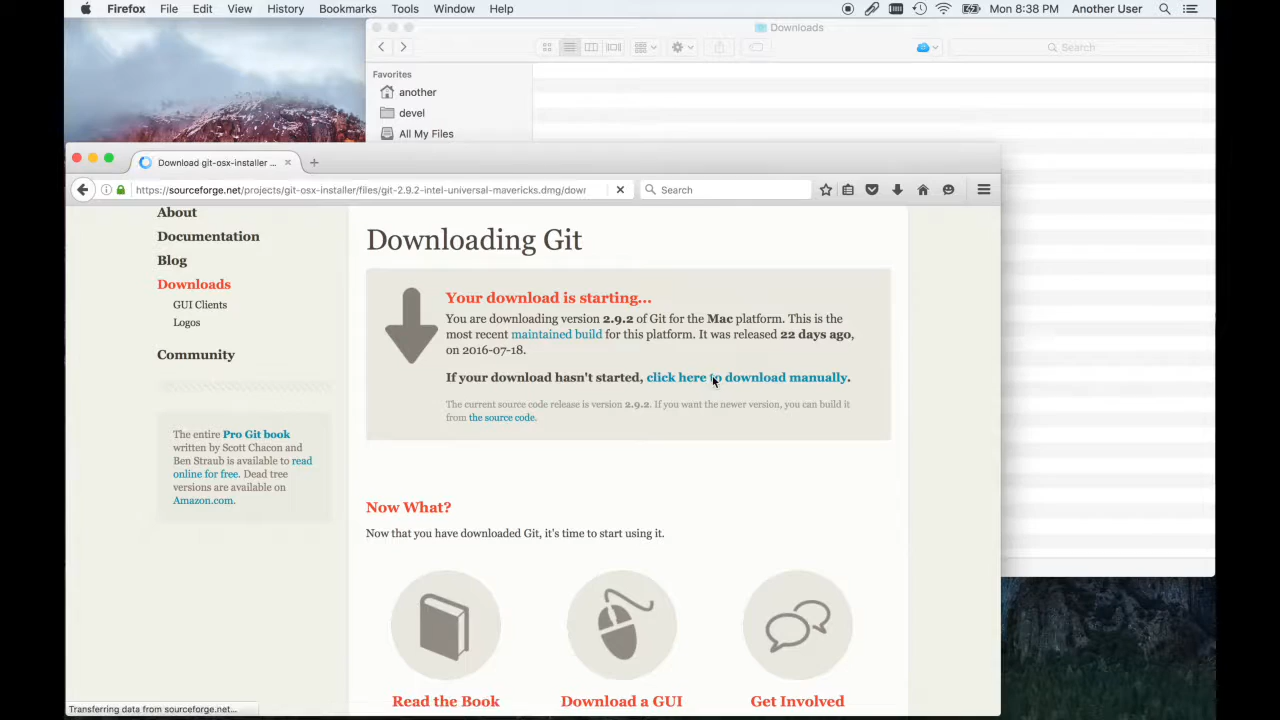 Firefox File Edit View History Bookmarks Tools Window Help Mon 8:38 PM Another User
Downloads
Search
Favorites
another
devel
All My Files
Download git-osx-installer ...
https://sourceforge.net/projects/git-osx-installer/files/git-2.9.2-intel-universal-mavericks.dmg/dowr
Search
About
Documentation
Blog
Downloads
GUI Clients
Logos
Community
The entire Pro Git book
written by Scott Chacon and
Ben Straub is available to read
online for free. Dead tree
versions are available on
Amazon.com.
Downloading Git
Your download is starting...
You are downloading version 2.9.2 of Git for the Mac platform. This is the
most recent maintained build for this platform. It was released 22 days ago,
on 2016-07-18.
If your download hasn't started, click here to download manually.
The current source code release is version 2.9.2. If you want the newer version, you can build it
from the source code.
Now What?
Now that you have downloaded Git, it's time to start using it.
Read the Book
Download a GUI
Get Involved
Transferring data from sourceforge.net...